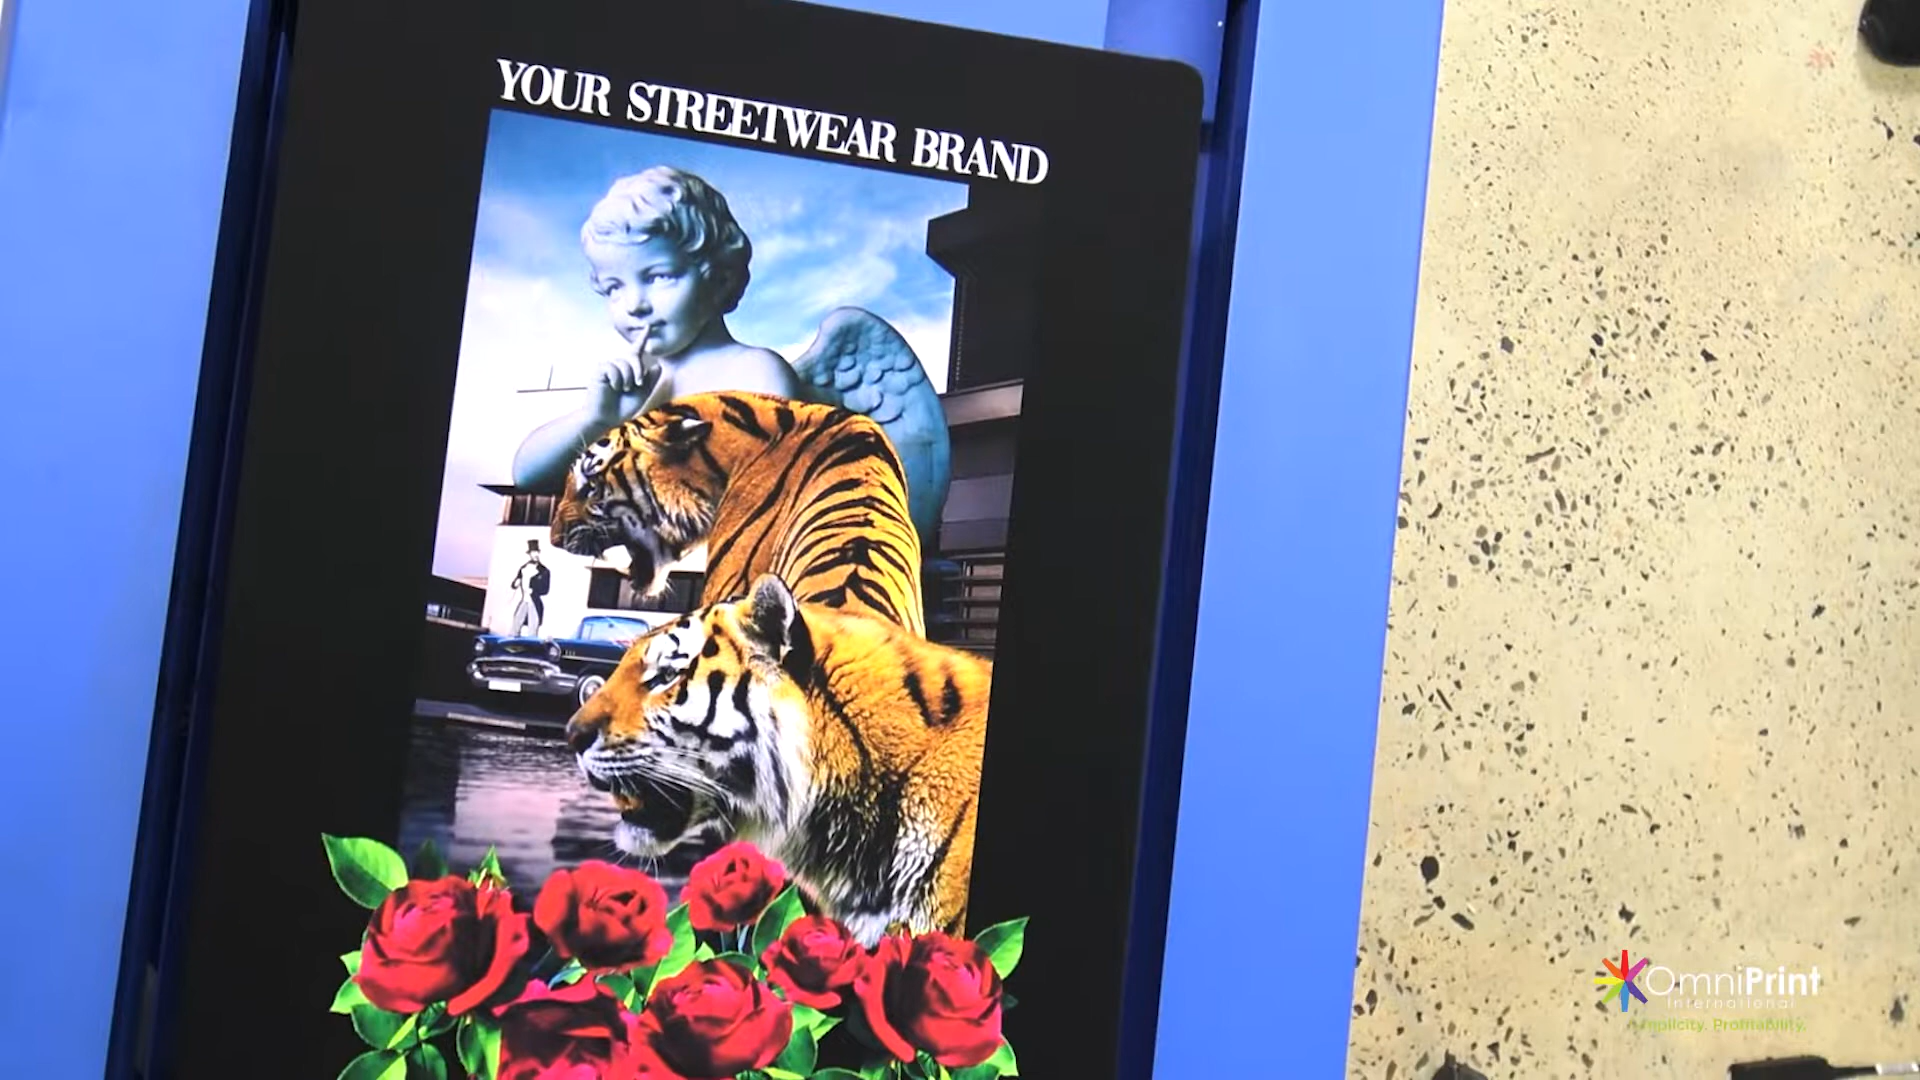 YOUR STREETWEAR BRAND
OmniPrint
International
Simplicity. Profitability.